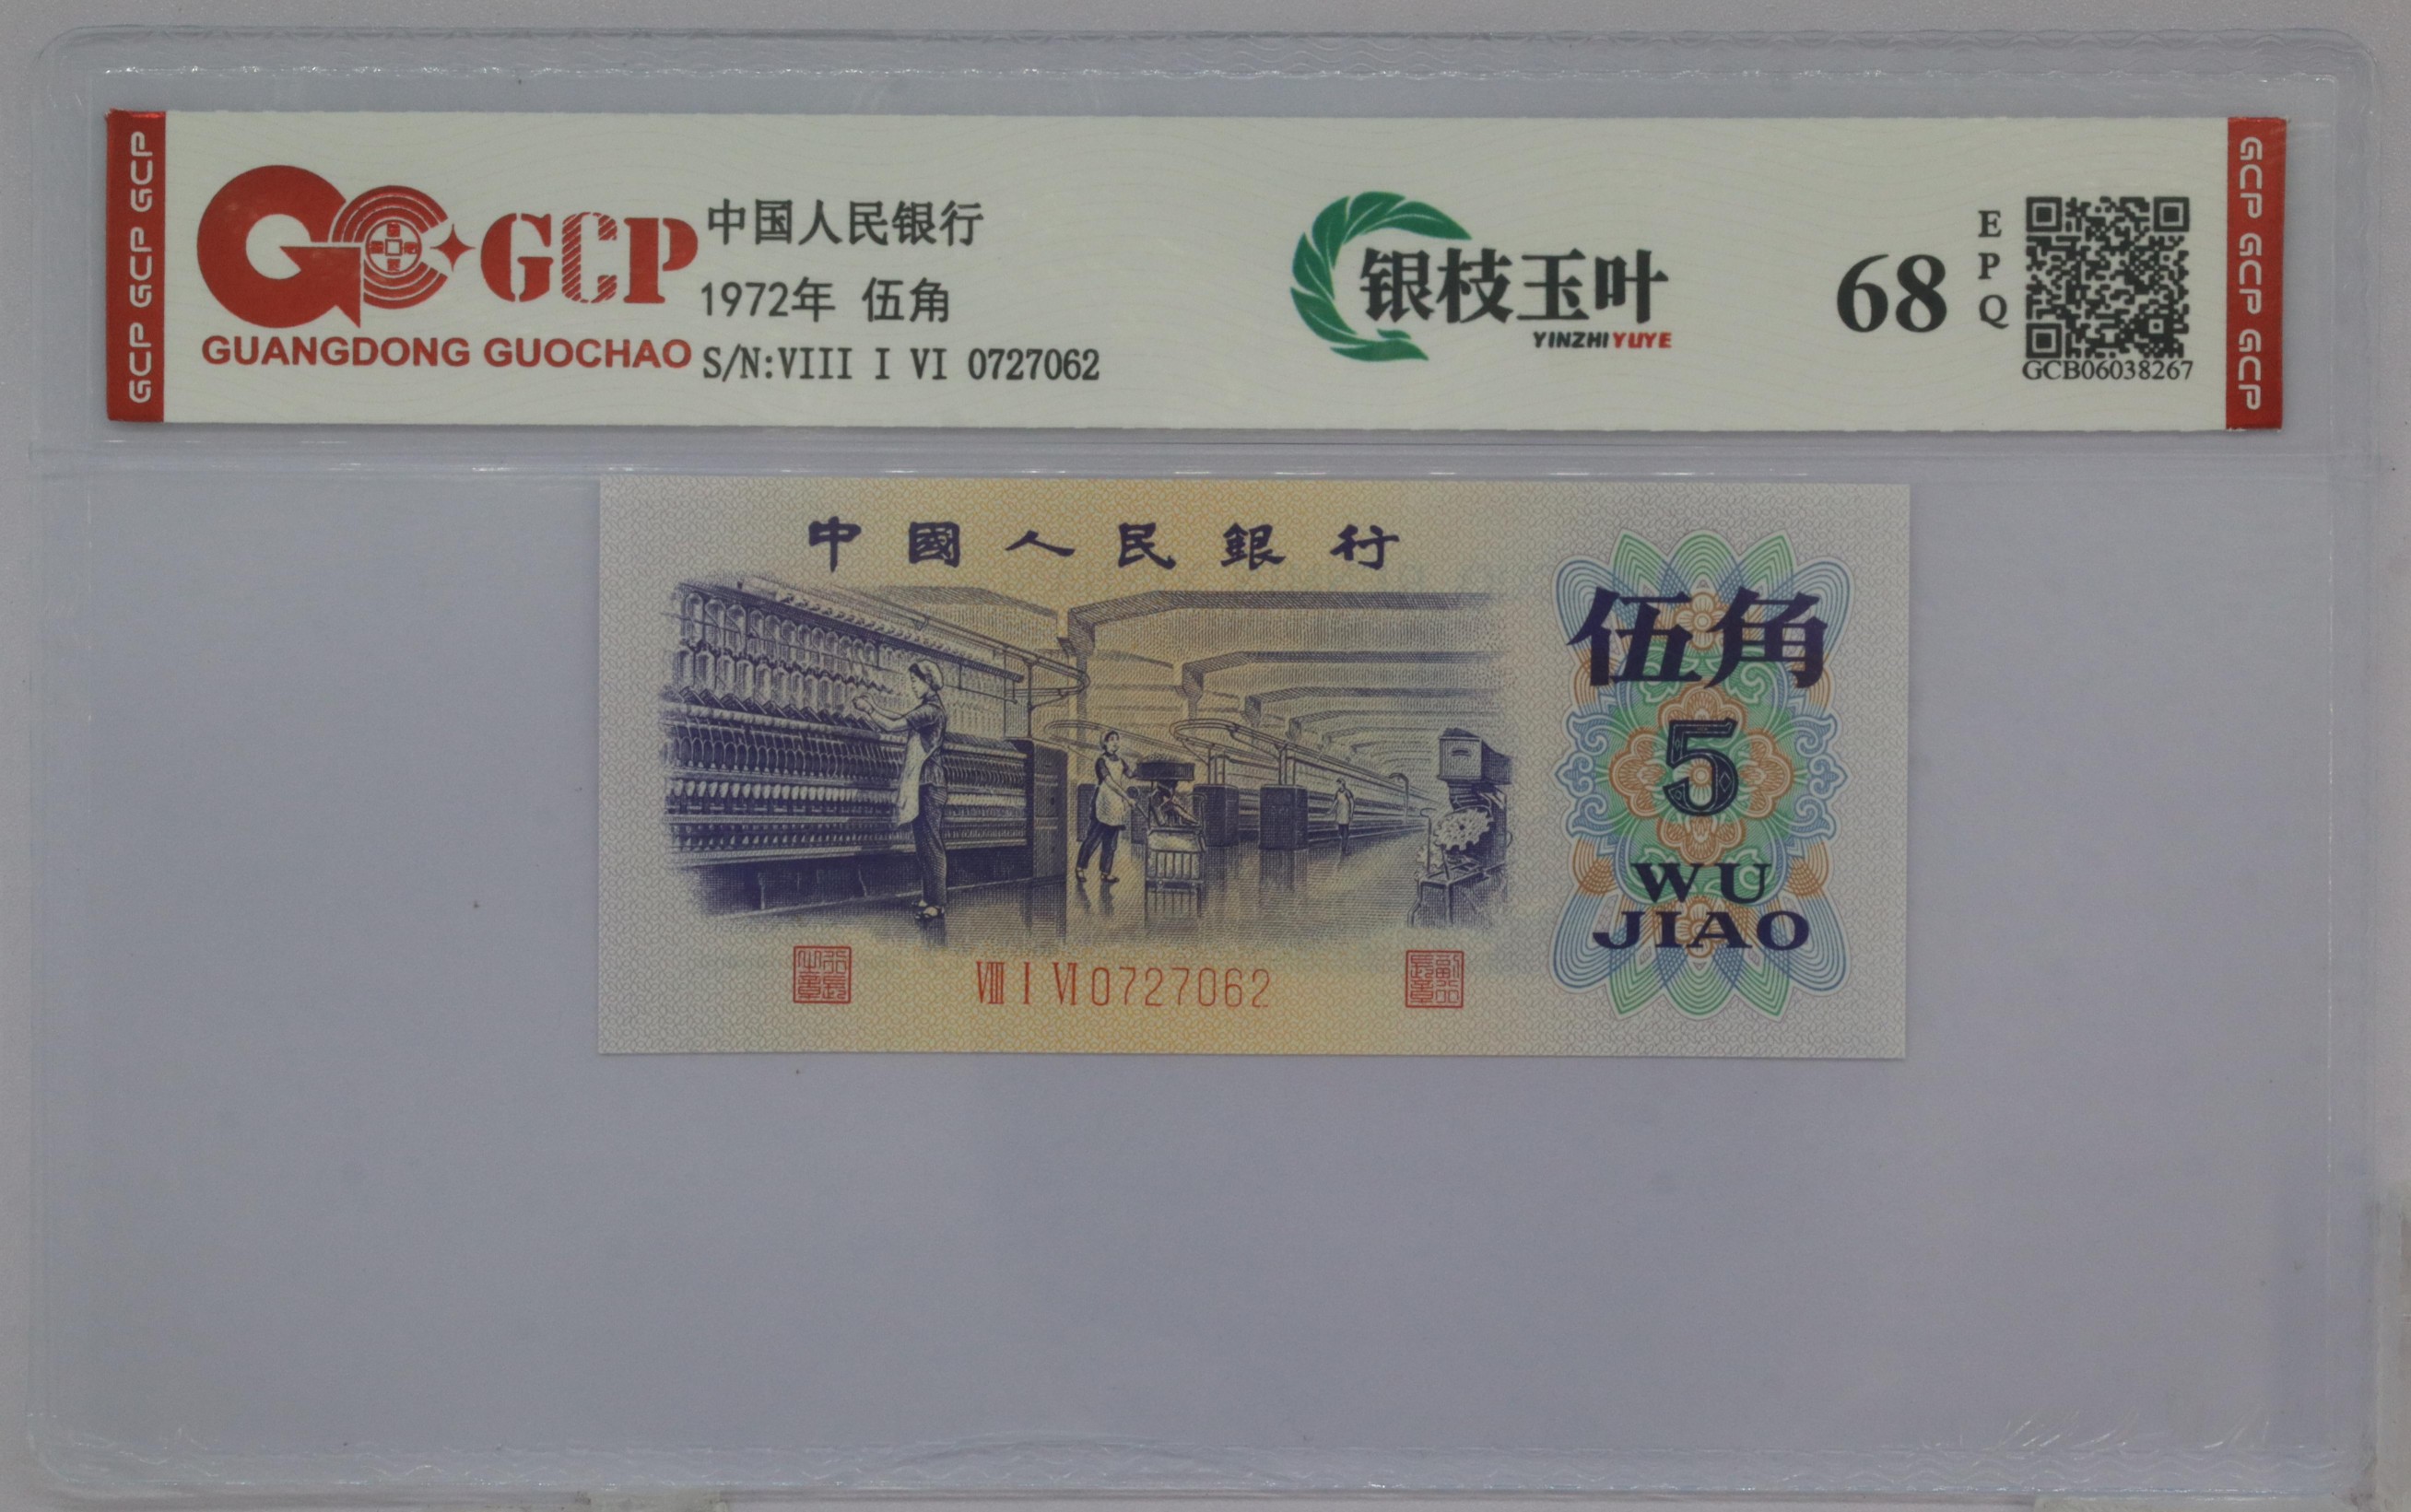 GCP GCP GCP
GCP
GUANGDONG GUOCHAO
中国人民银行
1972年 伍角
S/N:VIII I VI 0727062
银枝玉叶
YINZHIYUYE
68
EPQ
GCB06038267
GCP GCP GCP
中國人民銀行
伍角
5
WU
JIAO
VIII I VI 0727062